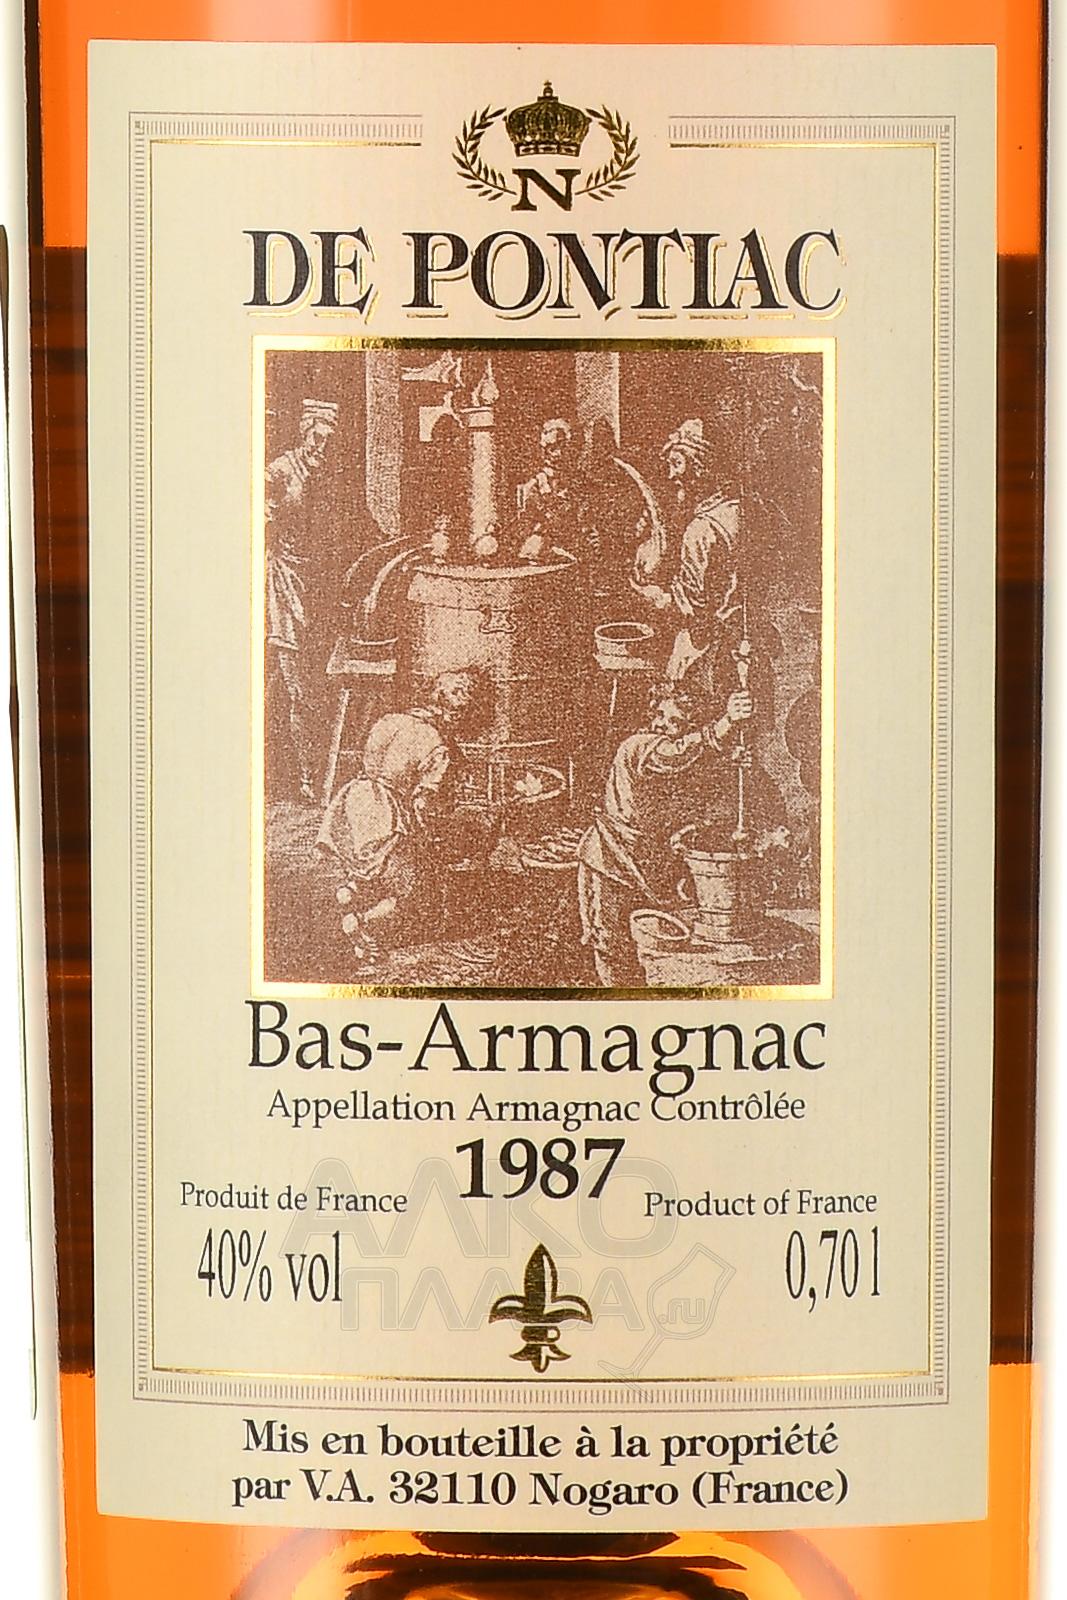 N
DE PONTIAC
Bas-Armagnac
Appellation Armagnac Contrôlée
1987
Produit de France
Product of France
40% vol
0,70 l
АЛКО
ПЛАЗА.ru
Mis en bouteille à la propriété
par V.A. 32110 Nogaro (France)